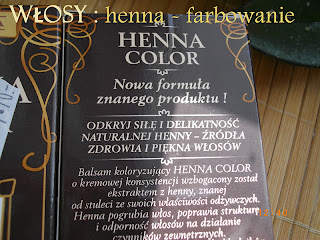 WŁOSY : henna - farbowanie
HENNA
COLOR
Nowa formuła
znanego produktu !
ODKRYJ SIŁĘ I DELIKATNOŚĆ
NATURALNEJ HENNY – ŹRÓDŁA
ZDROWIA I PIĘKNA WŁOSÓW
Balsam koloryzujący HENNA COLOR
o kremowej konsystencji wzbogacony został
ekstraktem z henny, znanej
od stuleci ze swoich właściwości odżywczych.
Henna pogrubia włos, poprawia strukturę
i odporność włosów na działanie
czynników zewnętrznych.